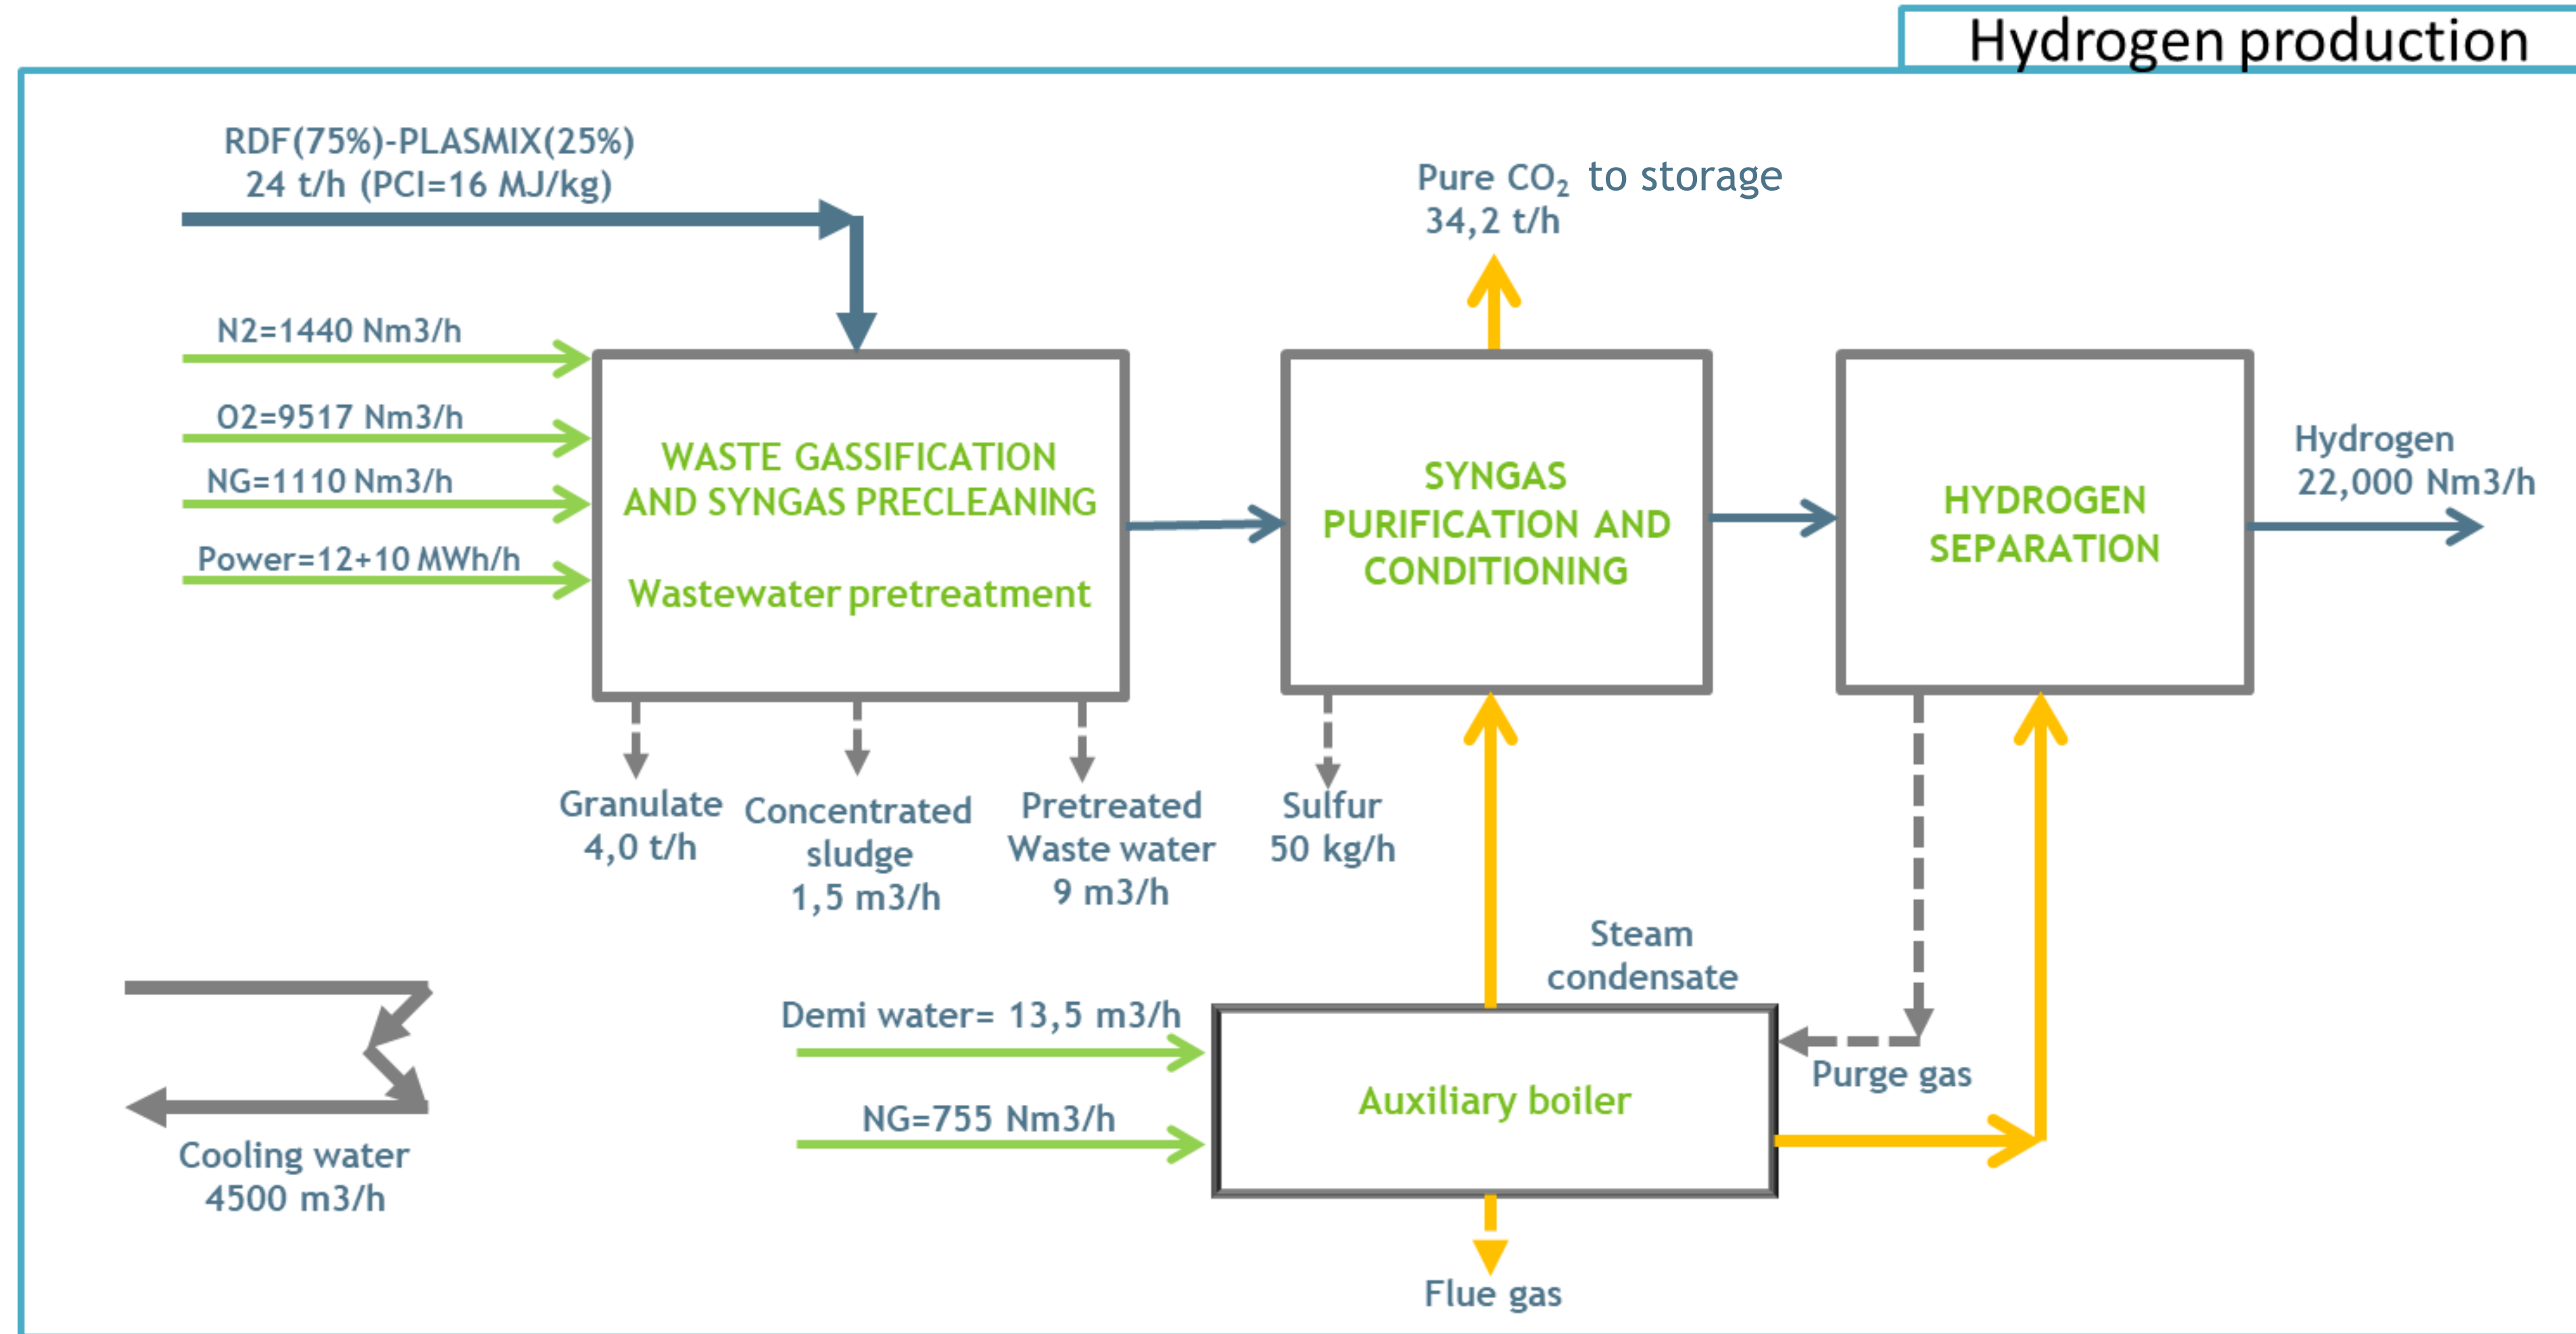 Hydrogen production
RDF(75%)-PLASMIX(25%)
24 t/h (PCI=16 MJ/kg)
Pure CO₂ to storage
34,2 t/h
N2=1440 Nm3/h
O2=9517 Nm3/h
NG=1110 Nm3/h
Power=12+10 MWh/h
WASTE GASSIFICATION
AND SYNGAS PRECLEANING
Wastewater pretreatment
SYNGAS
PURIFICATION AND
CONDITIONING
HYDROGEN
SEPARATION
Hydrogen
22,000 Nm3/h
Granulate
4,0 t/h
Concentrated
sludge
1,5 m3/h
Pretreated
Waste water
9 m3/h
Sulfur
50 kg/h
Steam
condensate
Demi water= 13,5 m3/h
NG=755 Nm3/h
Auxiliary boiler
Purge gas
Cooling water
4500 m3/h
Flue gas